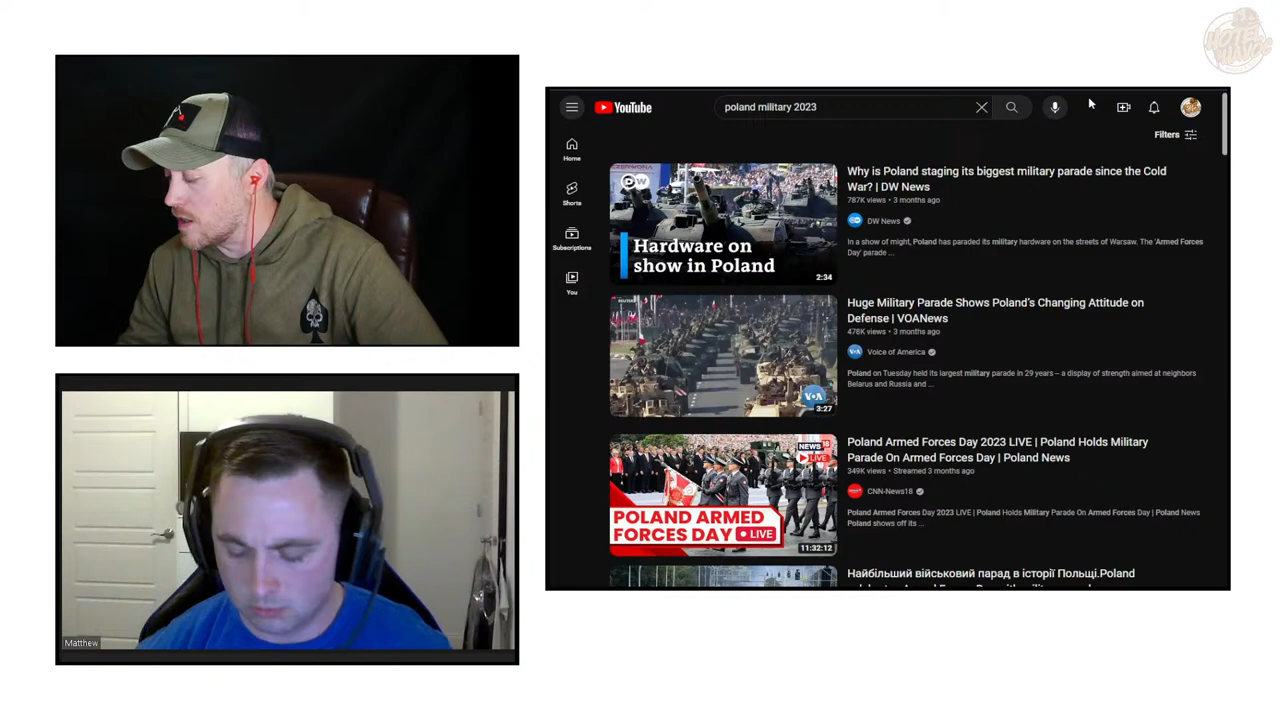 HOTEL HAVOC
YouTube
poland military 2023
Filters
Home
Shorts
Subscriptions
You
Hardware on
show in Poland
2:34
Why is Poland staging its biggest military parade since the Cold
War? | DW News
787K views • 3 months ago
DW News
In a show of might, Poland has paraded its military hardware on the streets of Warsaw. The 'Armed Forces
Day' parade ...
VOA
3:27
Huge Military Parade Shows Poland's Changing Attitude on
Defense | VOANews
478K views • 3 months ago
Voice of America
Poland on Tuesday held its largest military parade in 29 years – a display of strength aimed at neighbors
Belarus and Russia and ...
NEWS 18
LIVE
POLAND ARMED
FORCES DAY LIVE
11:32:12
Poland Armed Forces Day 2023 LIVE | Poland Holds Military
Parade On Armed Forces Day | Poland News
349K views • Streamed 3 months ago
CNN-News18
Poland Armed Forces Day 2023 LIVE | Poland Holds Military Parade On Armed Forces Day | Poland News
Poland shows off its ...
Найбільший військовий парад в історії Польщі.Poland
Matthew